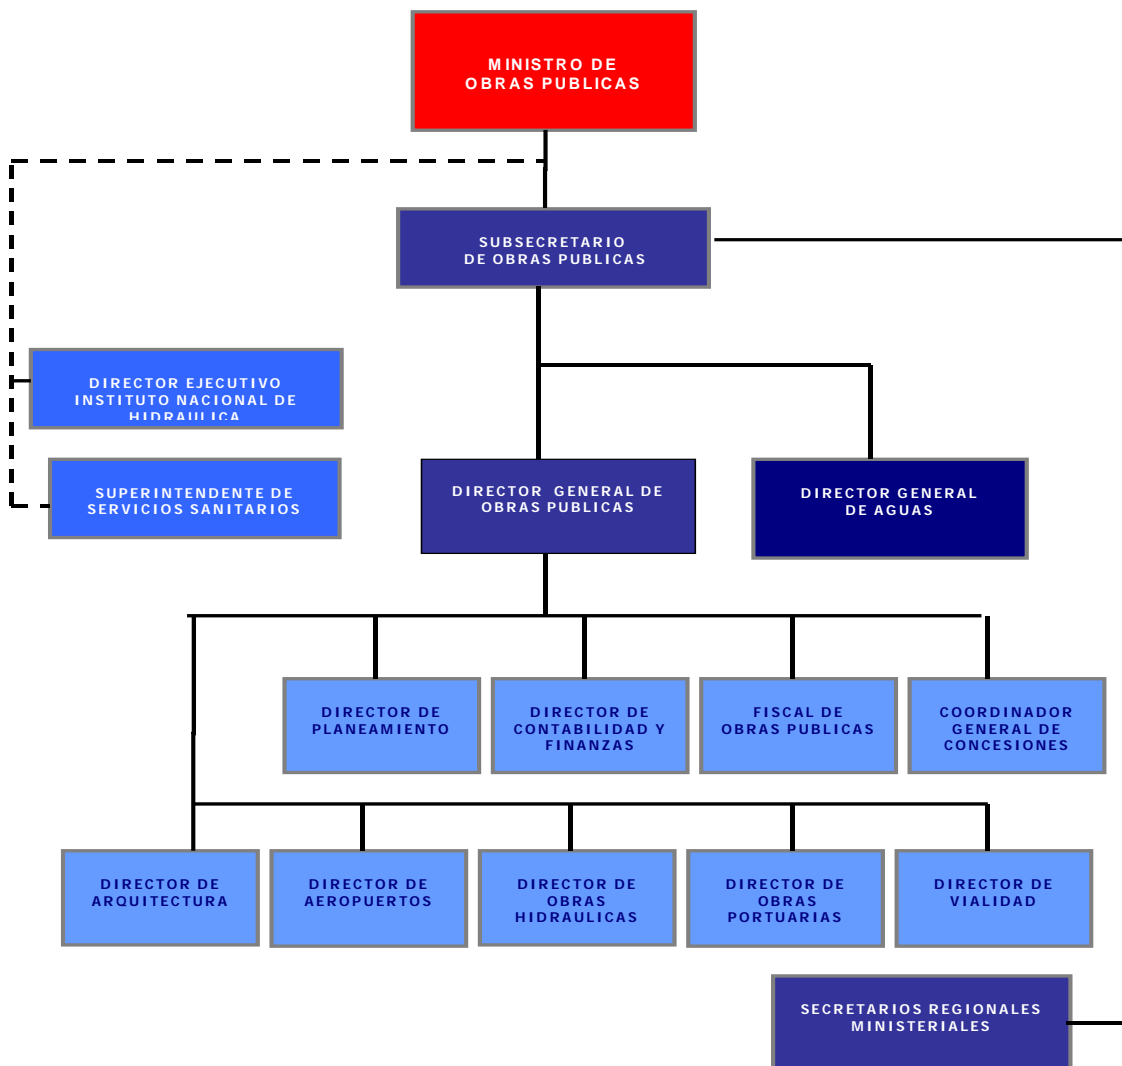 MINISTRO DE
OBRAS PUBLICAS
SUBSECRETARIO
DE OBRAS PUBLICAS
DIRECTOR EJECUTIVO
INSTITUTO NACIONAL DE
HIDRAULICA
SUPERINTENDENTE DE
SERVICIOS SANITARIOS
DIRECTOR GENERAL DE
OBRAS PUBLICAS
DIRECTOR GENERAL
DE AGUAS
DIRECTOR DE
PLANEAMIENTO
DIRECTOR DE
CONTABILIDAD Y
FINANZAS
FISCAL DE
OBRAS PUBLICAS
COORDINADOR
GENERAL DE
CONCESIONES
DIRECTOR DE
ARQUITECTURA
DIRECTOR DE
AEROPUERTOS
DIRECTOR DE
OBRAS
HIDRAULICAS
DIRECTOR DE
OBRAS
PORTUARIAS
DIRECTOR DE
VIALIDAD
SECRETARIOS REGIONALES
MINISTERIALES